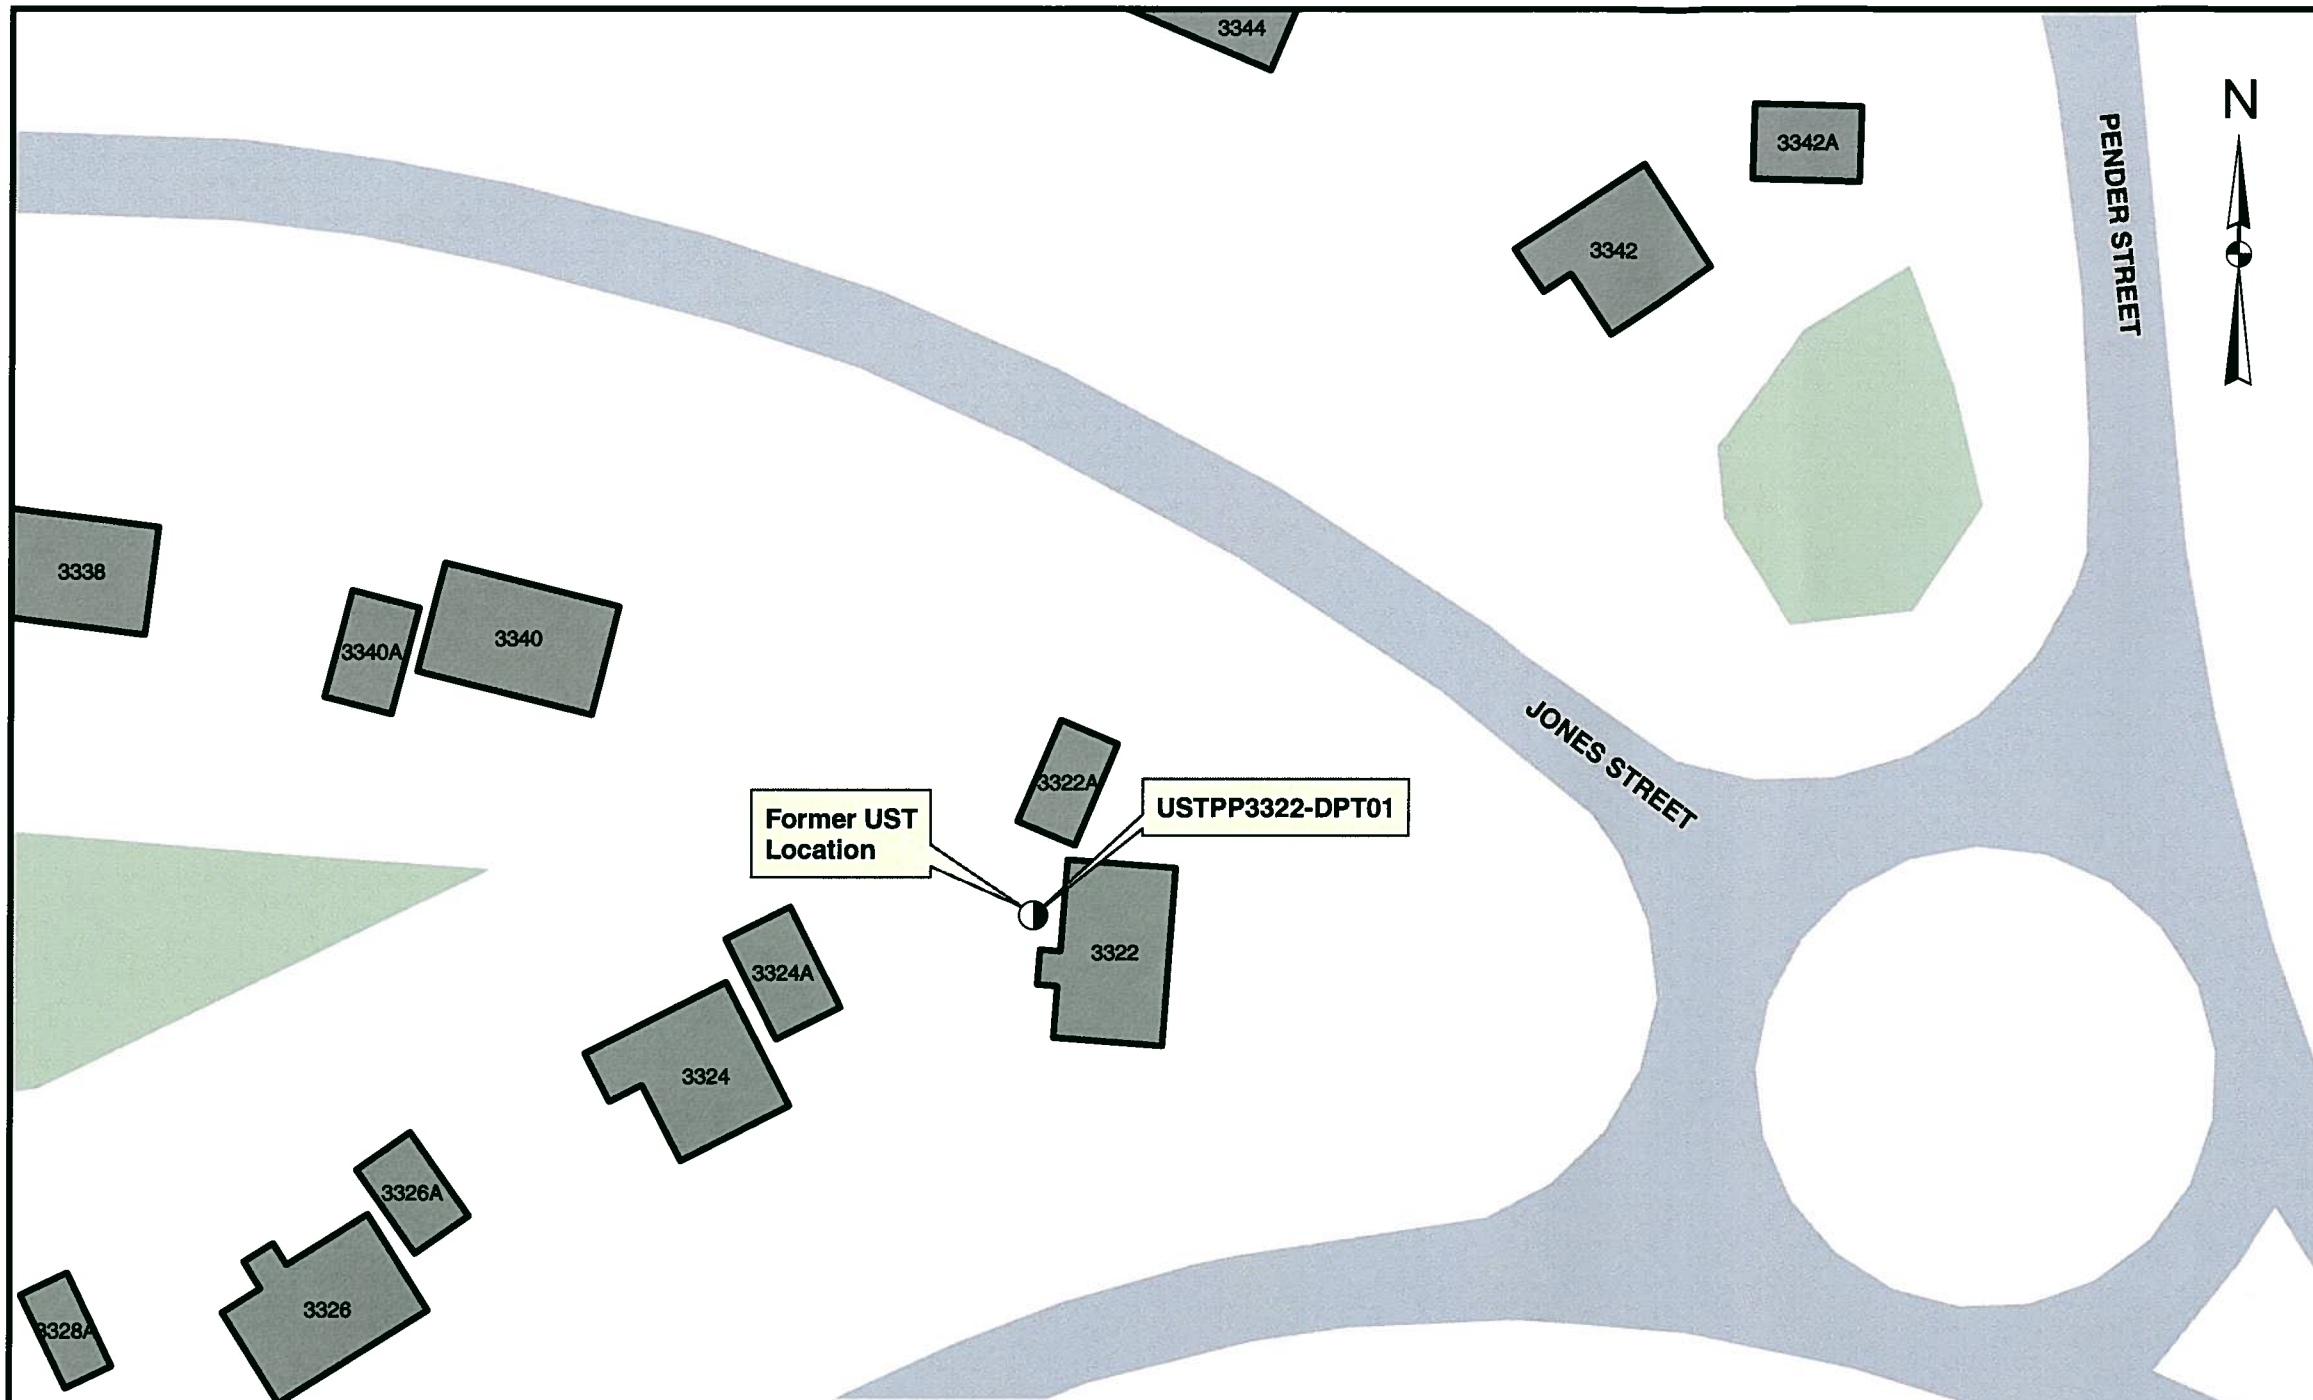 3344
N
3342A
PENDER STREET
3342
3338
3340A
3340
JONES STREET
3322A
Former UST
Location
USTPP3322-DPT01
3322
3324A
3324
3326A
3326
3328A